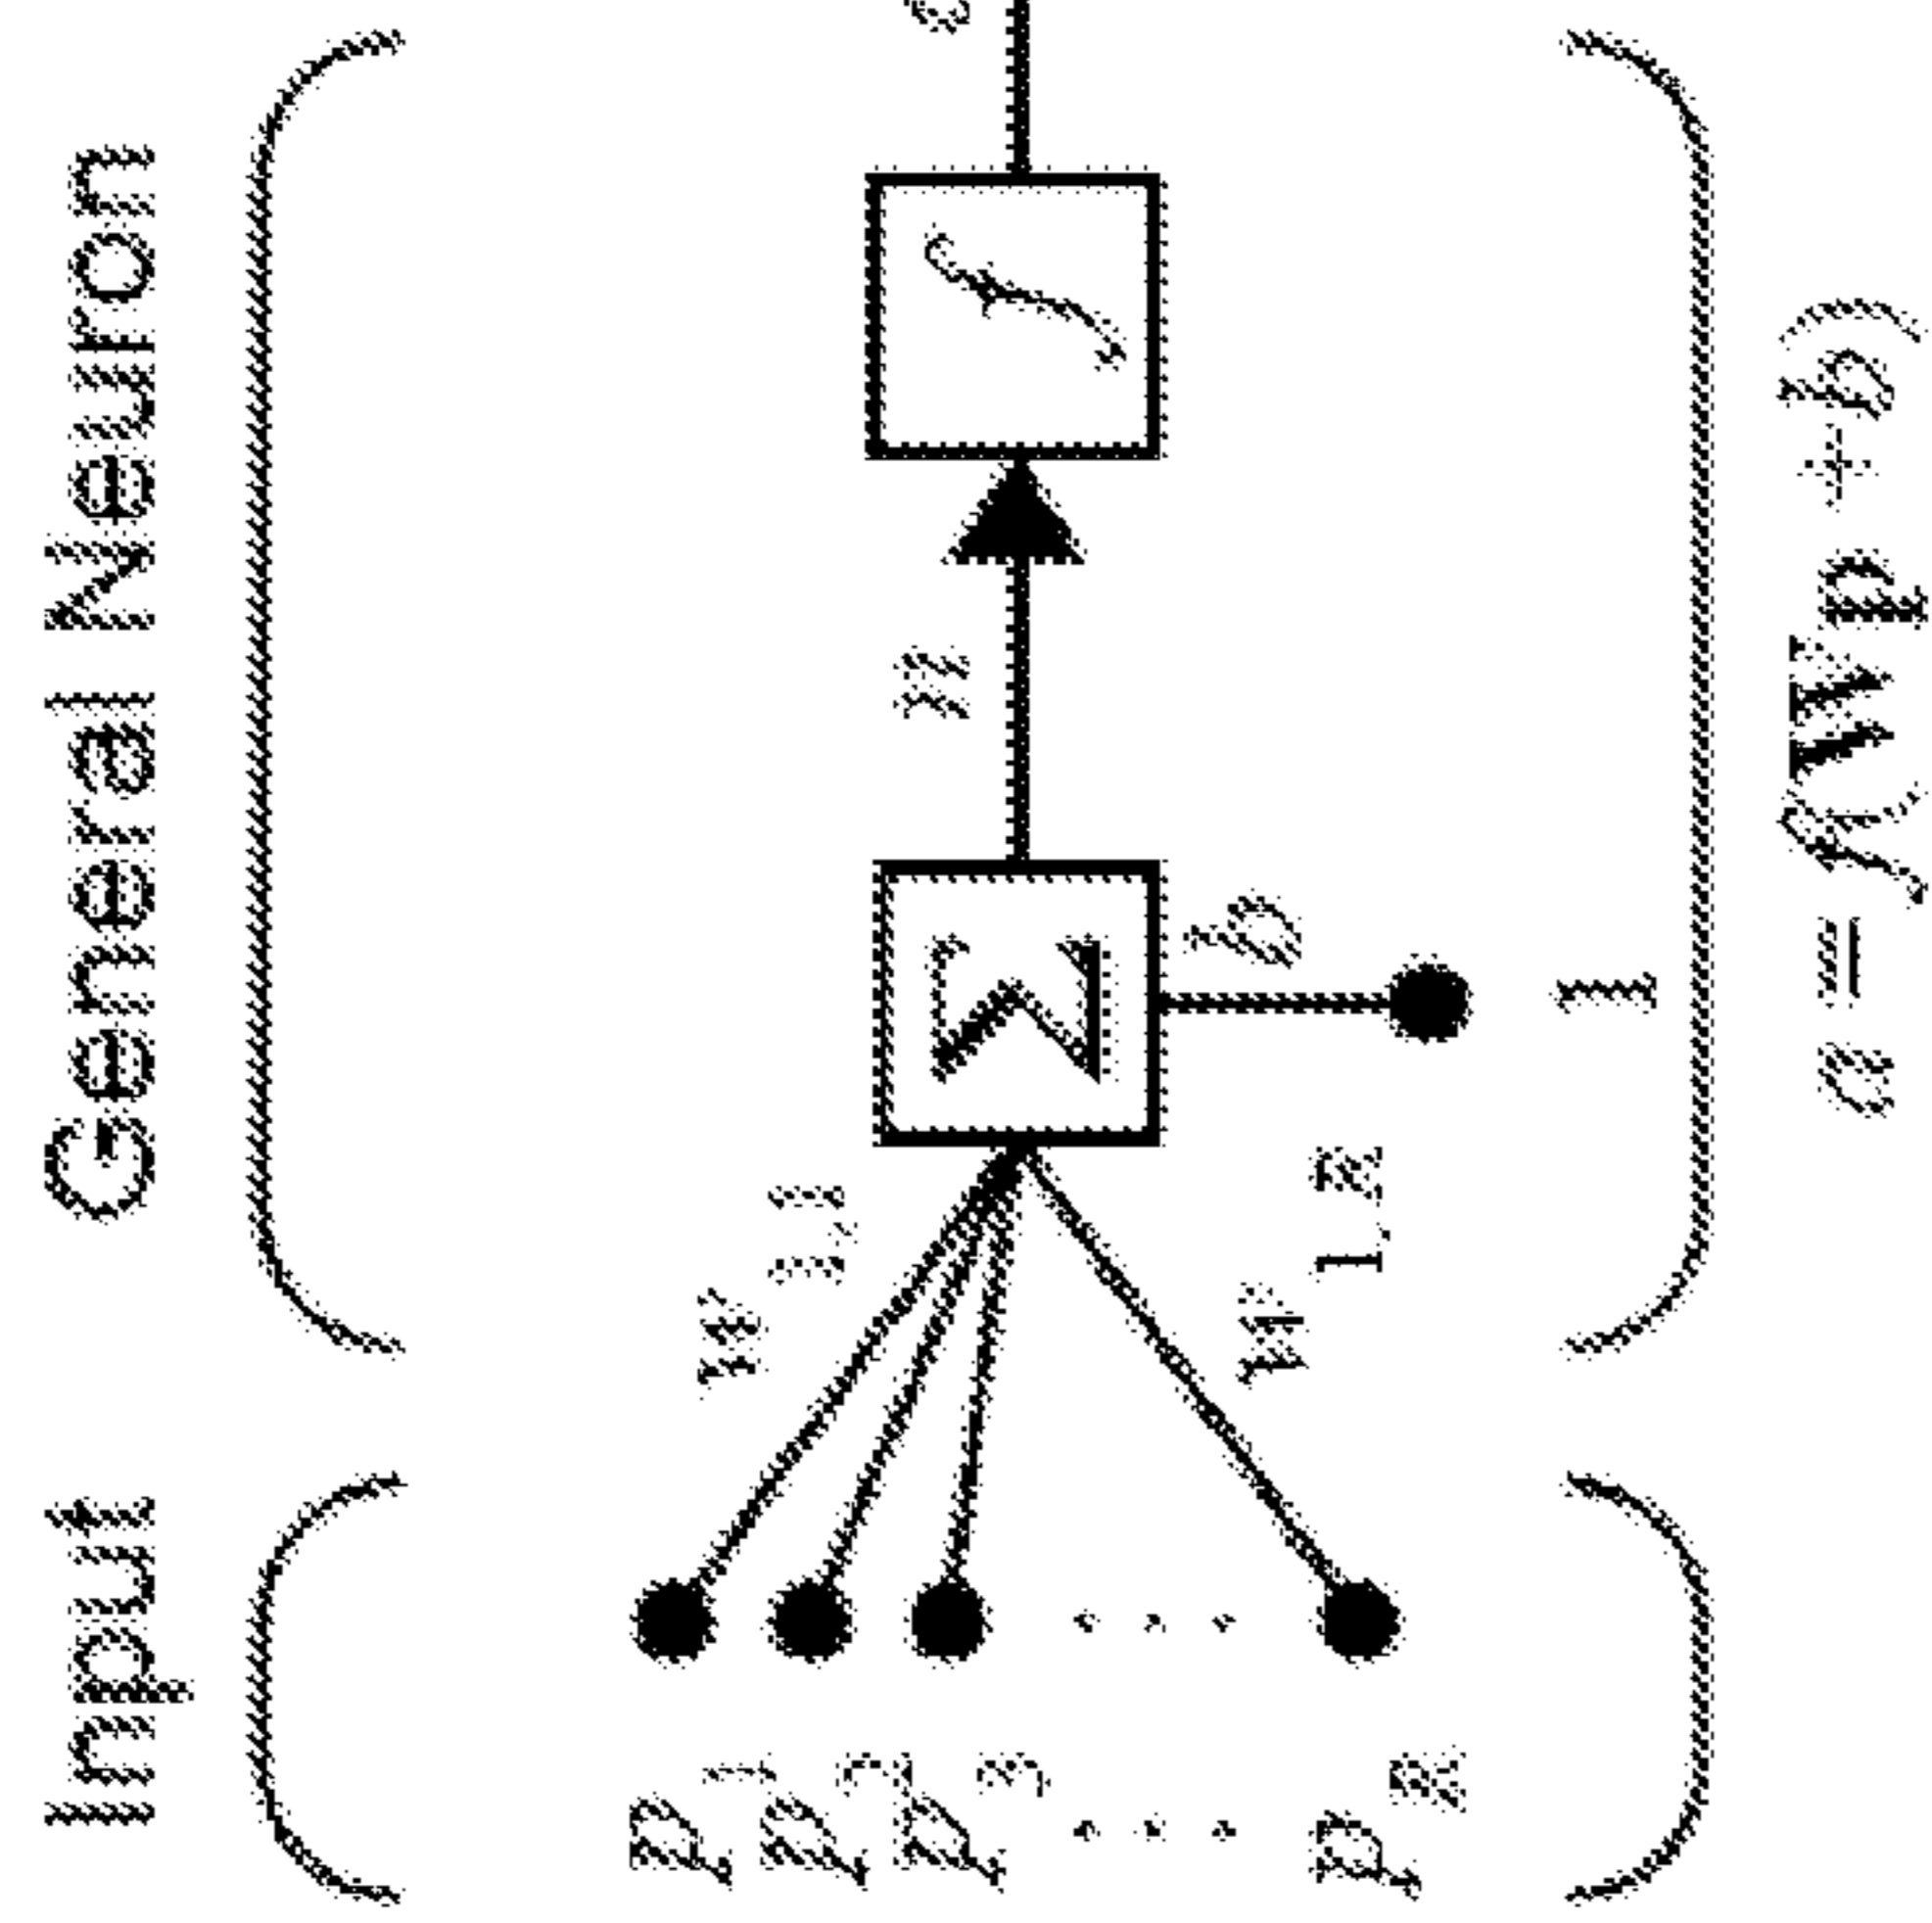 Input General Neuron
p1
p2
p3
pR
w1,1
w1,R
Σ
n
f
a
b
1
a = f(Wp + b)